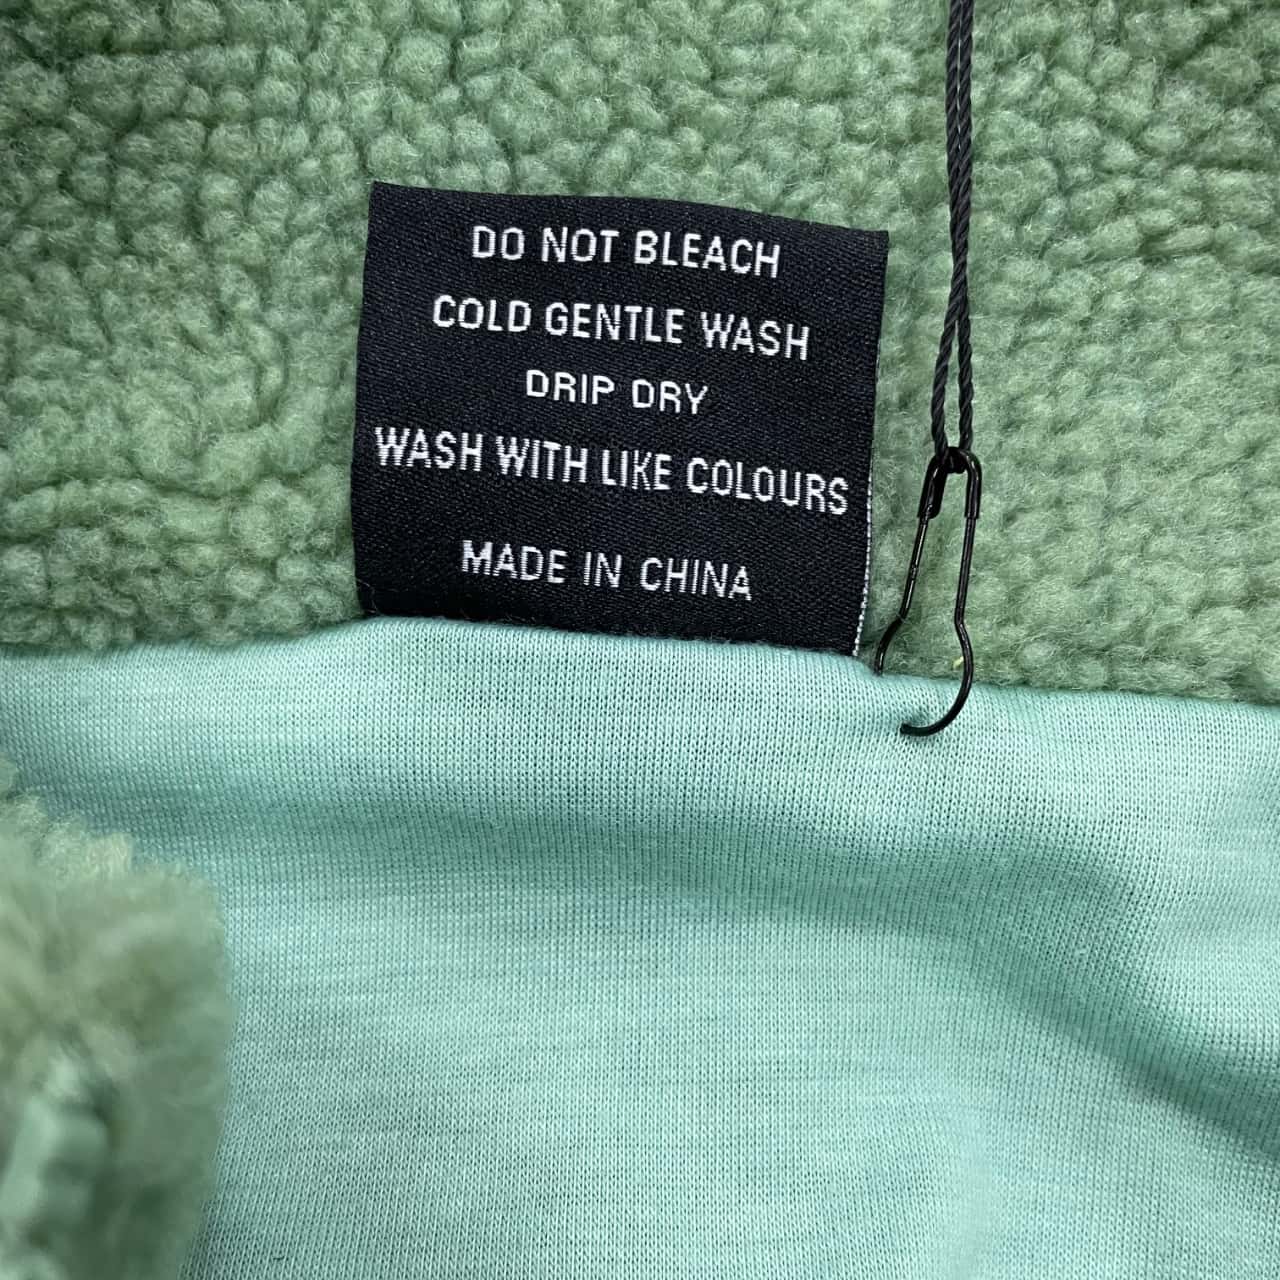 DO NOT BLEACH
COLD GENTLE WASH
DRIP DRY
WASH WITH LIKE COLOURS
MADE IN CHINA